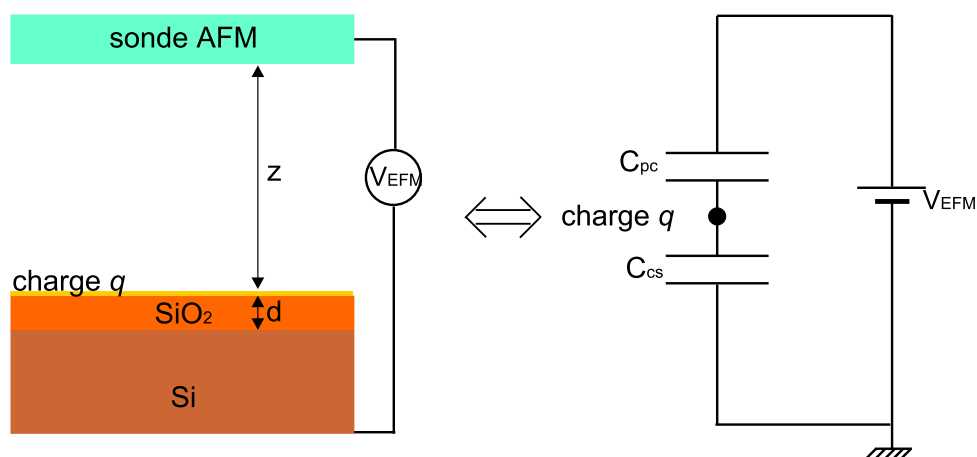 sonde AFM
z
VEFM
charge q
SiO2
d
Si
Cpc
charge q
Ccs
VEFM